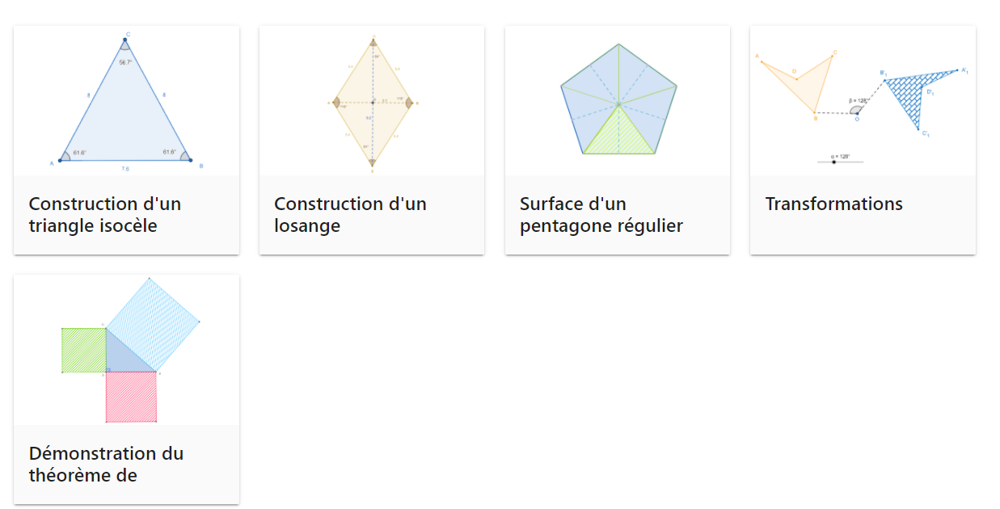 C
56.7°
8
8
61.6°
61.6°
A
B
7.6
Construction d'un
triangle isocèle
Construction d'un
losange
Surface d'un
pentagone régulier
A
C
D
B
β = 128°
O
B'₁
A'₁
D'₁
C'₁
α = 128°
Transformations
Démonstration du
théorème de